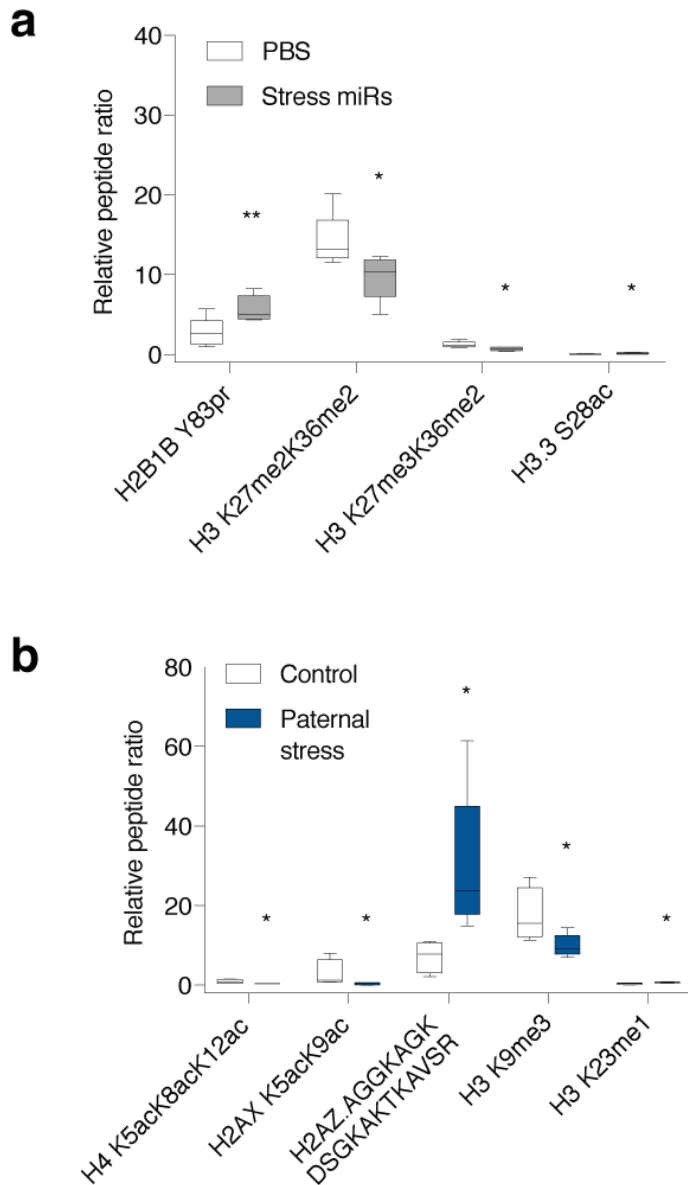 a
40
30
20
10
0
Relative peptide ratio
PBS
Stress miRs
**
*
*
*
H2B1B Y83pr
H3 K27me2K36me2
H3 K27me3K36me2
H3.3 S28ac
b
80
60
40
20
0
Relative peptide ratio
Control
Paternal
stress
*
*
*
*
*
H4 K5acK8acK12ac
H2AX K5acK9ac
H2AZ.AGGKAGK
DSGKAKTKAVSR
H3 K9me3
H3 K23me1